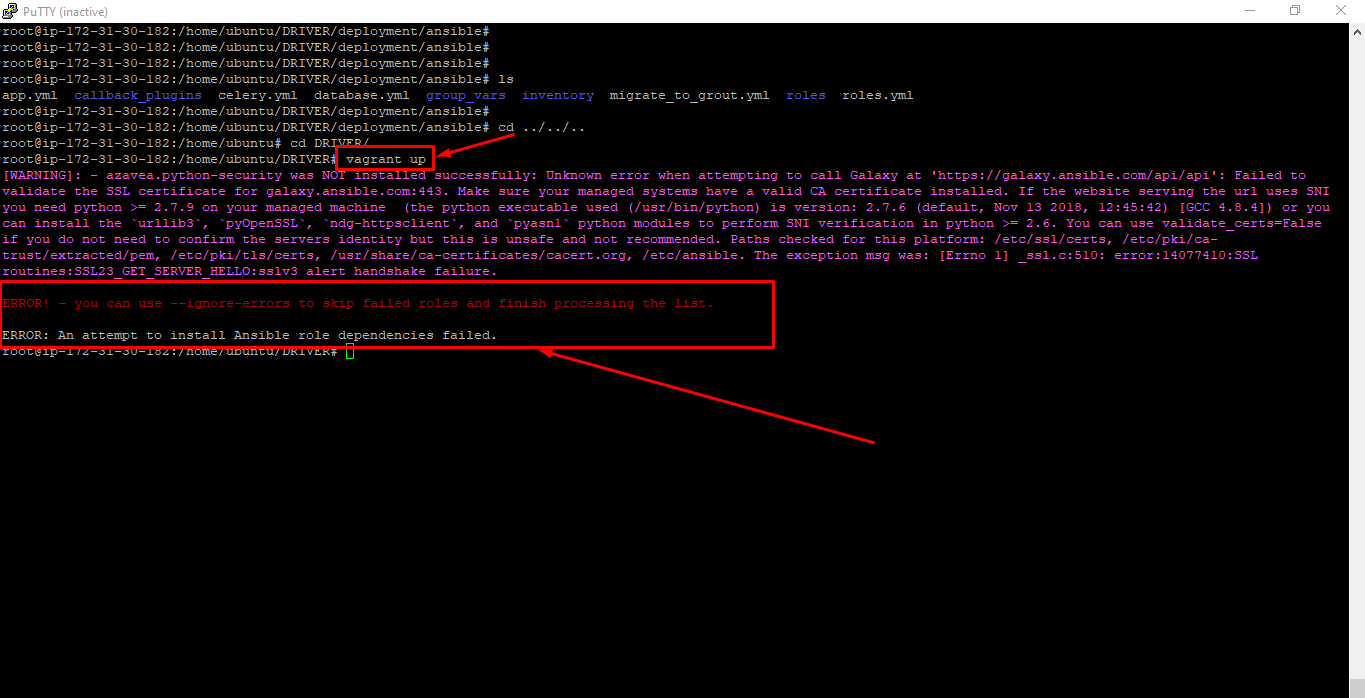 PuTTY (inactive)
root@ip-172-31-30-182:/home/ubuntu/DRIVER/deployment/ansible#
root@ip-172-31-30-182:/home/ubuntu/DRIVER/deployment/ansible#
root@ip-172-31-30-182:/home/ubuntu/DRIVER/deployment/ansible#
root@ip-172-31-30-182:/home/ubuntu/DRIVER/deployment/ansible# ls
app.yml callback_plugins celery.yml database.yml group_vars inventory migrate_to_grout.yml roles roles.yml
root@ip-172-31-30-182:/home/ubuntu/DRIVER/deployment/ansible#
root@ip-172-31-30-182:/home/ubuntu/DRIVER/deployment/ansible# cd ../../..
root@ip-172-31-30-182:/home/ubuntu# cd DRIVER/
root@ip-172-31-30-182:/home/ubuntu/DRIVER# vagrant up
[WARNING]: - azavea.python-security was NOT installed successfully: Unknown error when attempting to call Galaxy at 'https://galaxy.ansible.com/api/api': Failed to
validate the SSL certificate for galaxy.ansible.com:443. Make sure your managed systems have a valid CA certificate installed. If the website serving the url uses SNI
you need python >= 2.7.9 on your managed machine  (the python executable used (/usr/bin/python) is version: 2.7.6 (default, Nov 13 2018, 12:45:42) [GCC 4.8.4]) or you
can install the `urllib3`, `pyOpenSSL`, `ndg-httpsclient`, and `pyasn1` python modules to perform SNI verification in python >= 2.6. You can use validate_certs=False
if you do not need to confirm the servers identity but this is unsafe and not recommended. Paths checked for this platform: /etc/ssl/certs, /etc/pki/ca-
trust/extracted/pem, /etc/pki/tls/certs, /usr/share/ca-certificates/cacert.org, /etc/ansible. The exception msg was: [Errno 1] _ssl.c:510: error:14077410:SSL
routines:SSL23_GET_SERVER_HELLO:sslv3 alert handshake failure.
ERROR! - you can use --ignore-errors to skip failed roles and finish processing the list.
ERROR: An attempt to install Ansible role dependencies failed.
root@ip-172-31-30-182:/home/ubuntu/DRIVER#